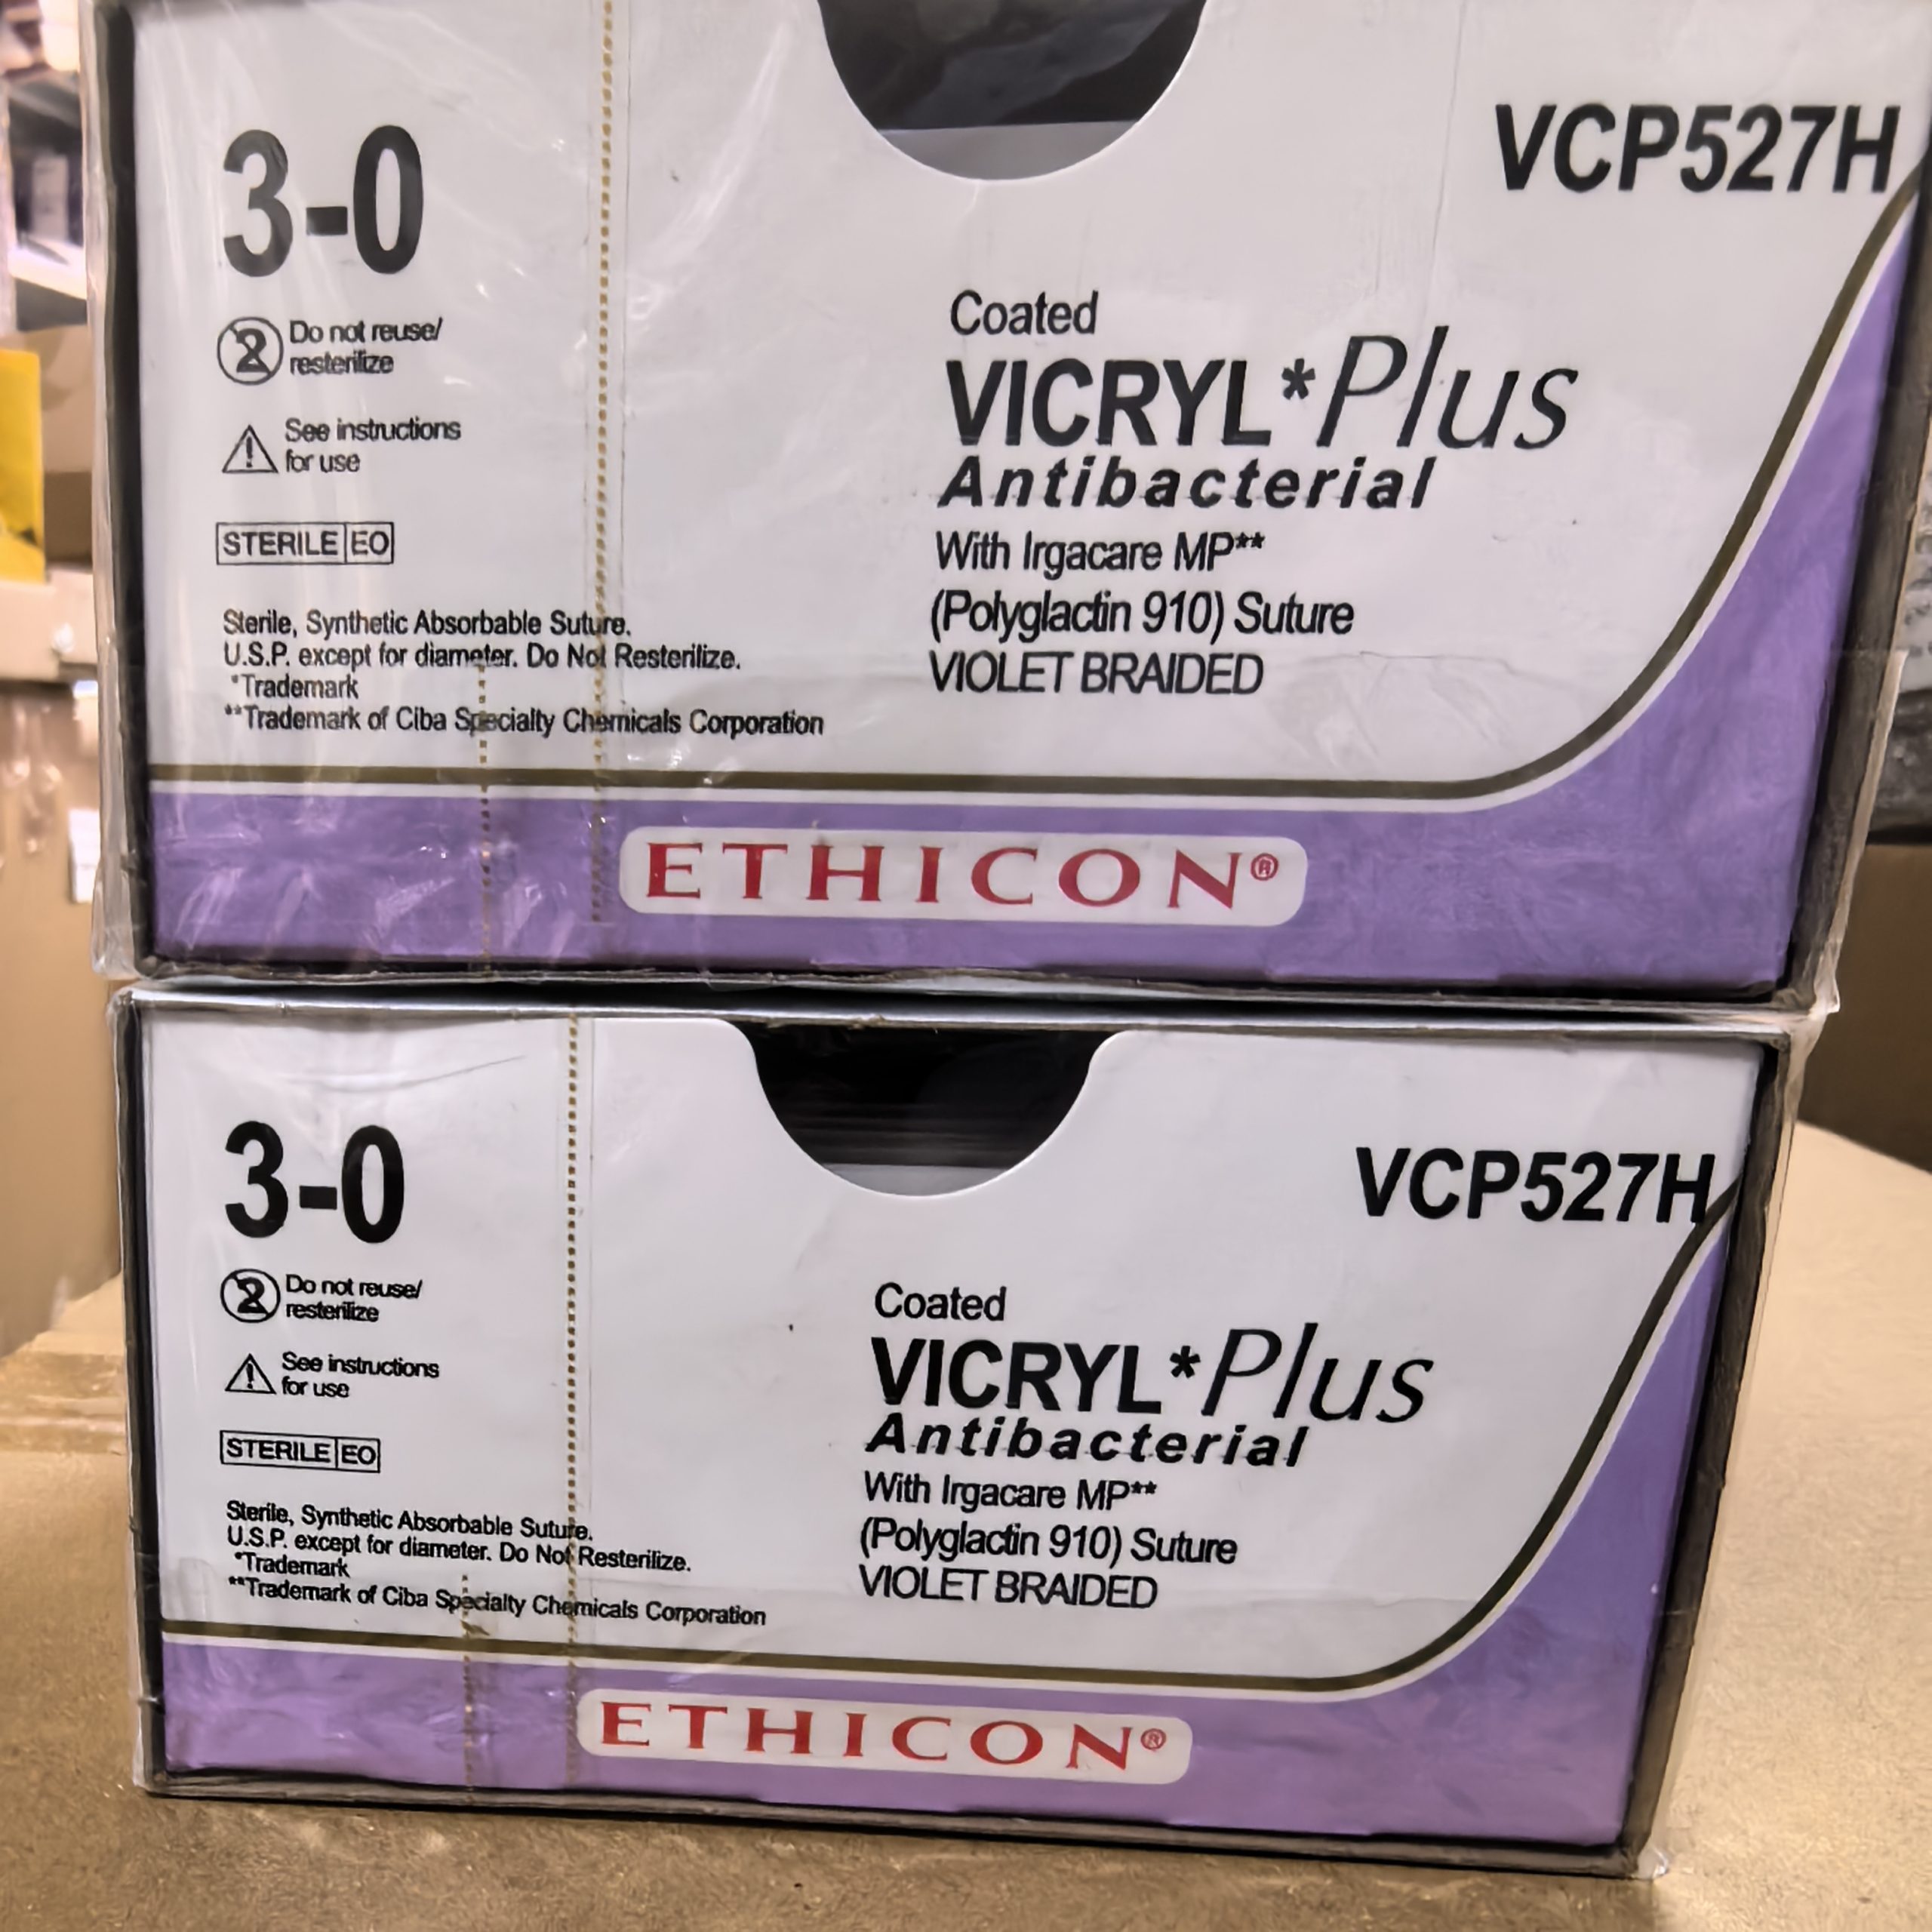 3-0
VCP527H
Do not reuse/
resterilize
See instructions
for use
STERILE EO
Sterile, Synthetic Absorbable Suture.
U.S.P. except for diameter. Do Not Resterilize.
*Trademark
**Trademark of Ciba Specialty Chemicals Corporation
Coated
VICRYL*Plus
Antibacterial
With Irgacare MP**
(Polyglactin 910) Suture
VIOLET BRAIDED
ETHICON®
3-0
VCP527H
Do not reuse/
resterilize
See instructions
for use
STERILE EO
Sterile, Synthetic Absorbable Suture.
U.S.P. except for diameter. Do Not Resterilize.
*Trademark
**Trademark of Ciba Specialty Chemicals Corporation
Coated
VICRYL*Plus
Antibacterial
With Irgacare MP**
(Polyglactin 910) Suture
VIOLET BRAIDED
ETHICON®